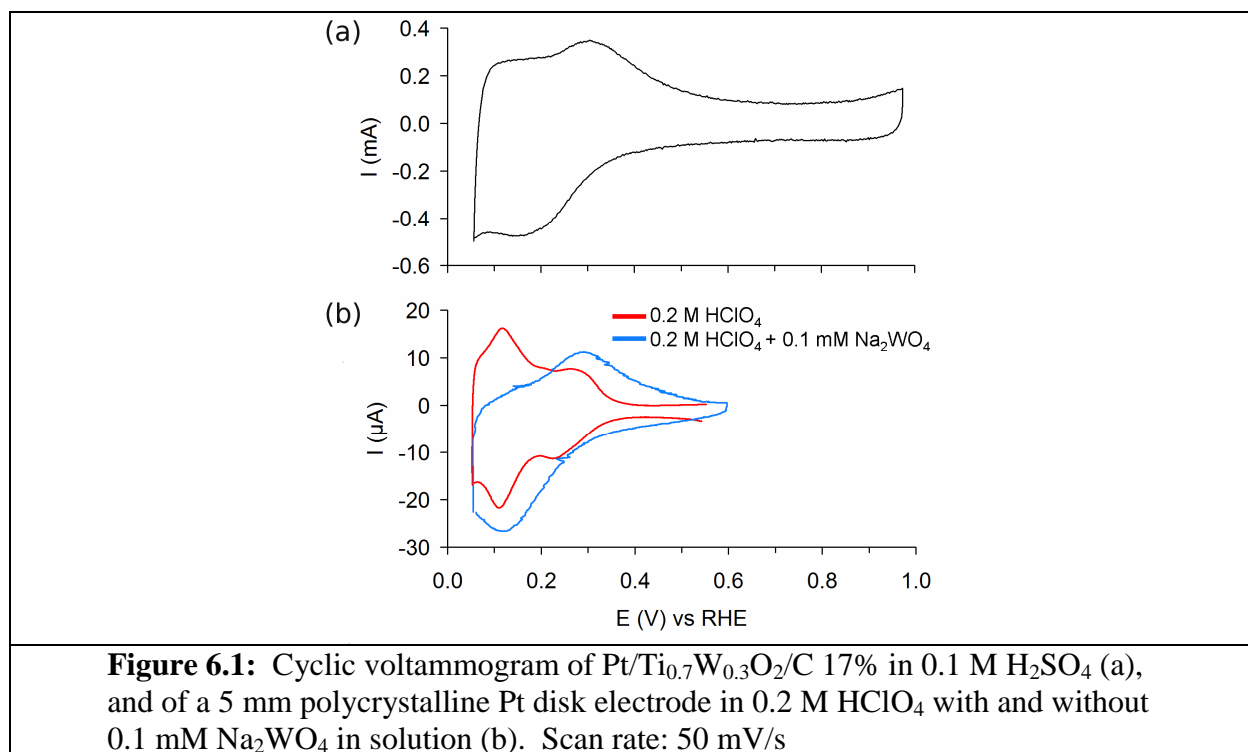 (a)
0.4
0.2
0.0
-0.2
-0.4
-0.6
I (mA)
(b)
20
10
0
-10
-20
-30
I (µA)
0.2 M HClO₄
0.2 M HClO₄ + 0.1 mM Na₂WO₄
0.0 0.2 0.4 0.6 0.8 1.0
E (V) vs RHE
Figure 6.1: Cyclic voltammogram of Pt/Ti₀.₇W₀.₃O₂/C 17% in 0.1 M H₂SO₄ (a),
and of a 5 mm polycrystalline Pt disk electrode in 0.2 M HClO₄ with and without
0.1 mM Na₂WO₄ in solution (b). Scan rate: 50 mV/s